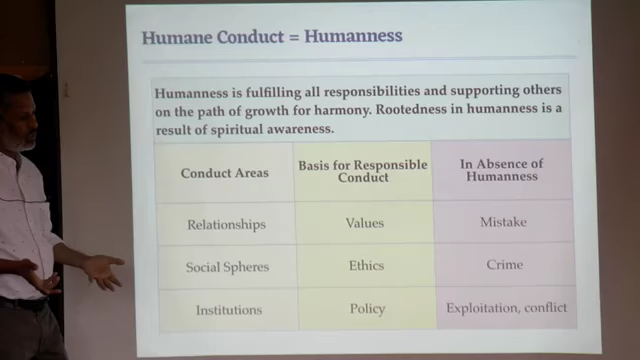 Humane Conduct = Humanness
Humanness is fulfilling all responsibilities and supporting others
on the path of growth for harmony. Rootedness in humanness is a
result of spiritual awareness.
Conduct Areas
Basis for Responsible
Conduct
In Absence of
Humanness
Relationships
Values
Mistake
Social Spheres
Ethics
Crime
Institutions
Policy
Exploitation, conflict